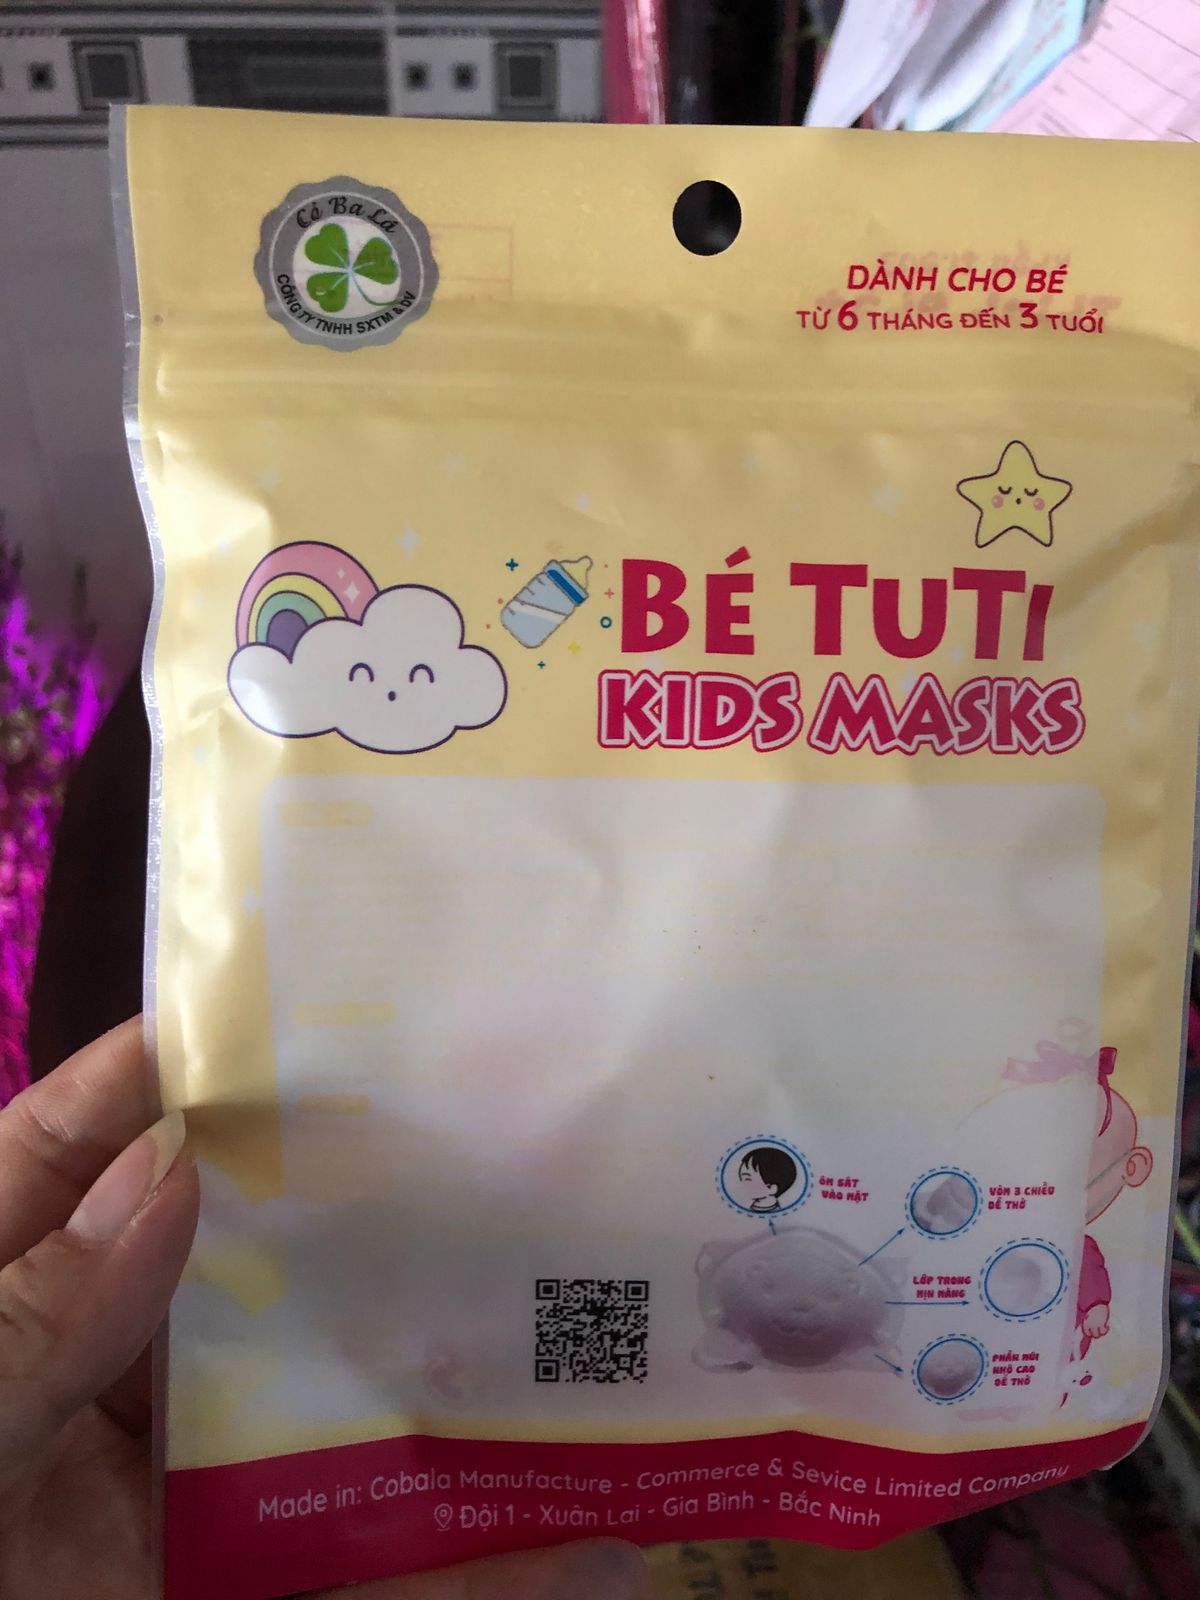 Cỏ Ba Lá
CÔNG TY TNHH SXTM & DV
DÀNH CHO BÉ
TỪ 6 THÁNG ĐẾN 3 TUỔI
BÉ TUTI
KIDS MASKS
ÔM SÁT
VÀO MẶT
VÒM 3 CHIỀU
DỄ THỞ
LỚP TRONG
MỊN MÀNG
PHẦN MŨI
NHÔ CAO
DỄ THỞ
Made in: Cobala Manufacture - Commerce & Sevice Limited Company
Đội 1 - Xuân Lai - Gia Bình - Bắc Ninh